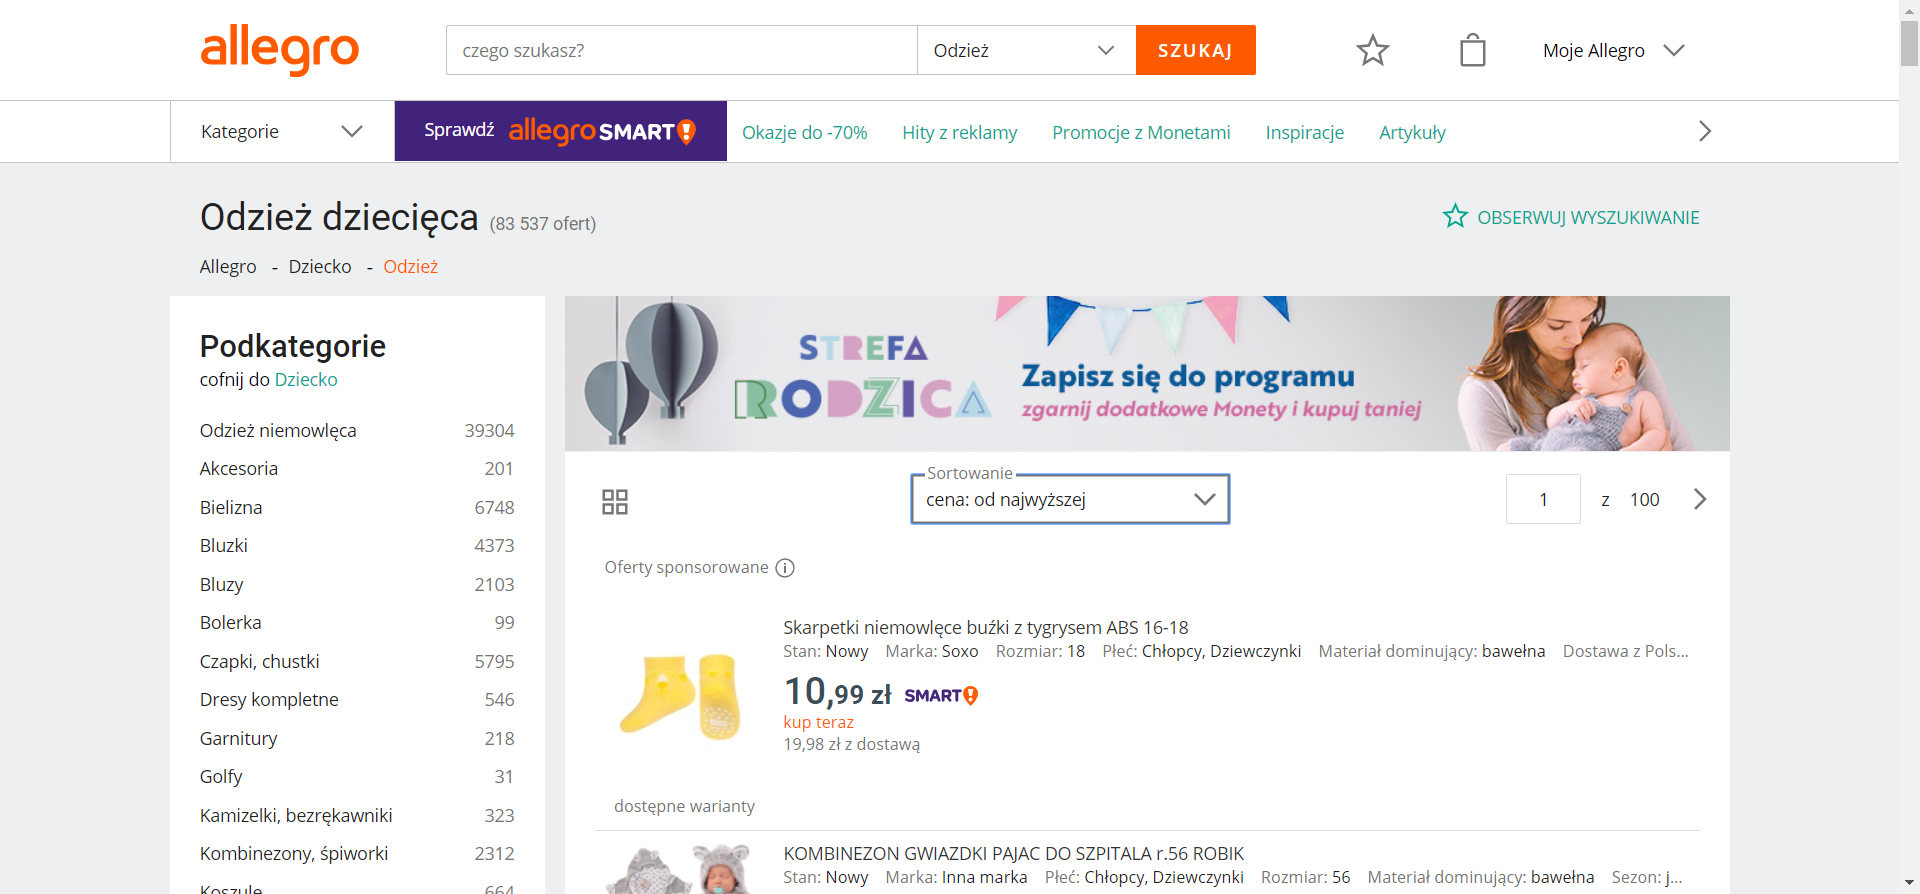 allegro
czego szukasz?
Odzież
SZUKAJ
Moje Allegro
Kategorie
Sprawdź allegro SMART!
Okazje do -70%
Hity z reklamy
Promocje z Monetami
Inspiracje
Artykuły
Odzież dziecięca (83 537 ofert)
OBSERWUJ WYSZUKIWANIE
Allegro - Dziecko - Odzież
Podkategorie
cofnij do Dziecko
Odzież niemowlęca 39304
Akcesoria 201
Bielizna 6748
Bluzki 4373
Bluzy 2103
Bolerka 99
Czapki, chustki 5795
Dresy kompletne 546
Garnitury 218
Golfy 31
Kamizelki, bezrękawniki 323
Kombinezony, śpiworki 2312
Koszule 664
STREFA
RODZICA
Zapisz się do programu
zgarnij dodatkowe Monety i kupuj taniej
Sortowanie
cena: od najwyższej
1 z 100
Oferty sponsorowane
Skarpetki niemowlęce buźki z tygrysem ABS 16-18
Stan: Nowy Marka: Soxo Rozmiar: 18 Płeć: Chłopcy, Dziewczynki Materiał dominujący: bawełna Dostawa z Pols...
10,99 zł SMART!
kup teraz
19,98 zł z dostawą
dostępne warianty
KOMBINEZON GWIAZDKI PAJAC DO SZPITALA r.56 ROBIK
Stan: Nowy Marka: Inna marka Płeć: Chłopcy, Dziewczynki Rozmiar: 56 Materiał dominujący: bawełna Sezon: j...